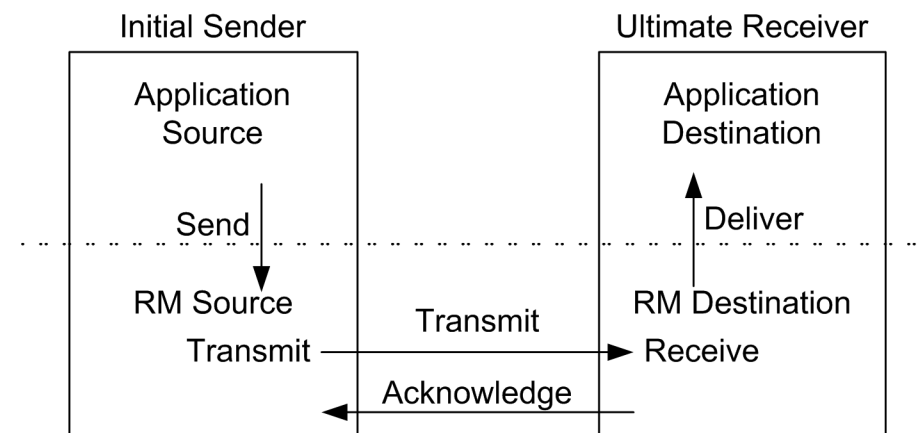 Initial Sender
Ultimate Receiver
Application
Source
Application
Destination
Send
Deliver
RM Source
RM Destination
Transmit
Transmit
Receive
Acknowledge